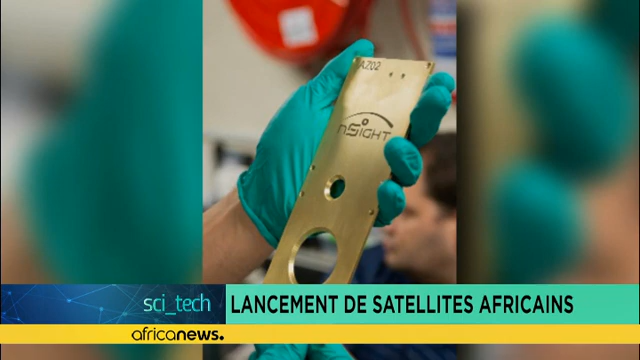 AZ02
nSIGHT
sci_tech
LANCEMENT DE SATELLITES AFRICAINS
africanews.